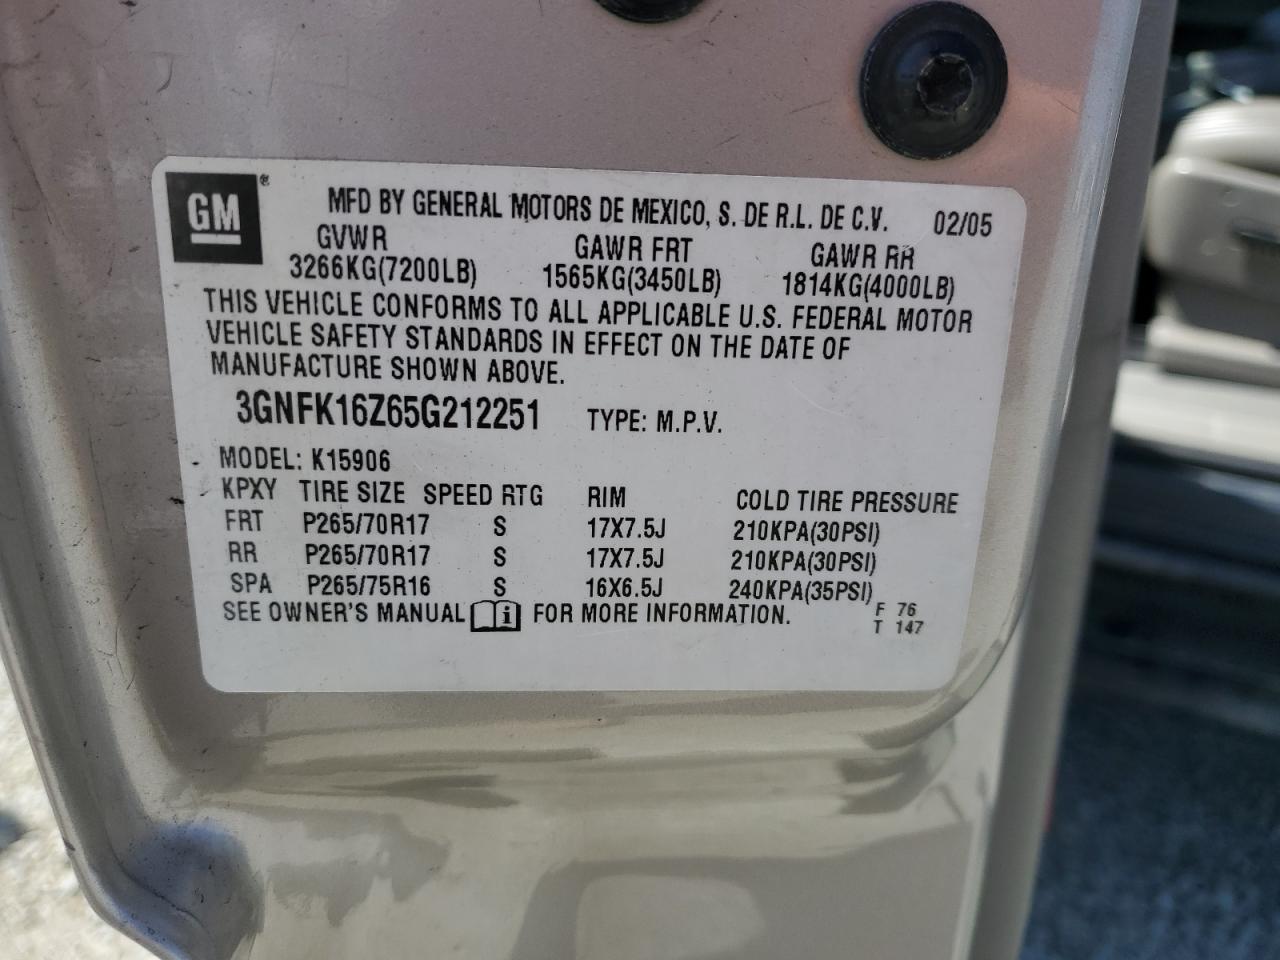 GM® MFD BY GENERAL MOTORS DE MEXICO, S. DE R.L. DE C.V. 02/05
GVWR GAWR FRT GAWR RR
3266KG(7200LB) 1565KG(3450LB) 1814KG(4000LB)
THIS VEHICLE CONFORMS TO ALL APPLICABLE U.S. FEDERAL MOTOR
VEHICLE SAFETY STANDARDS IN EFFECT ON THE DATE OF
MANUFACTURE SHOWN ABOVE.
3GNFK16Z65G212251 TYPE: M.P.V.
MODEL: K15906
KPXY TIRE SIZE SPEED RTG RIM COLD TIRE PRESSURE
FRT P265/70R17 S 17X7.5J 210KPA(30PSI)
RR P265/70R17 S 17X7.5J 210KPA(30PSI)
SPA P265/75R16 S 16X6.5J 240KPA(35PSI)
SEE OWNER'S MANUAL i FOR MORE INFORMATION. F 76
T 147